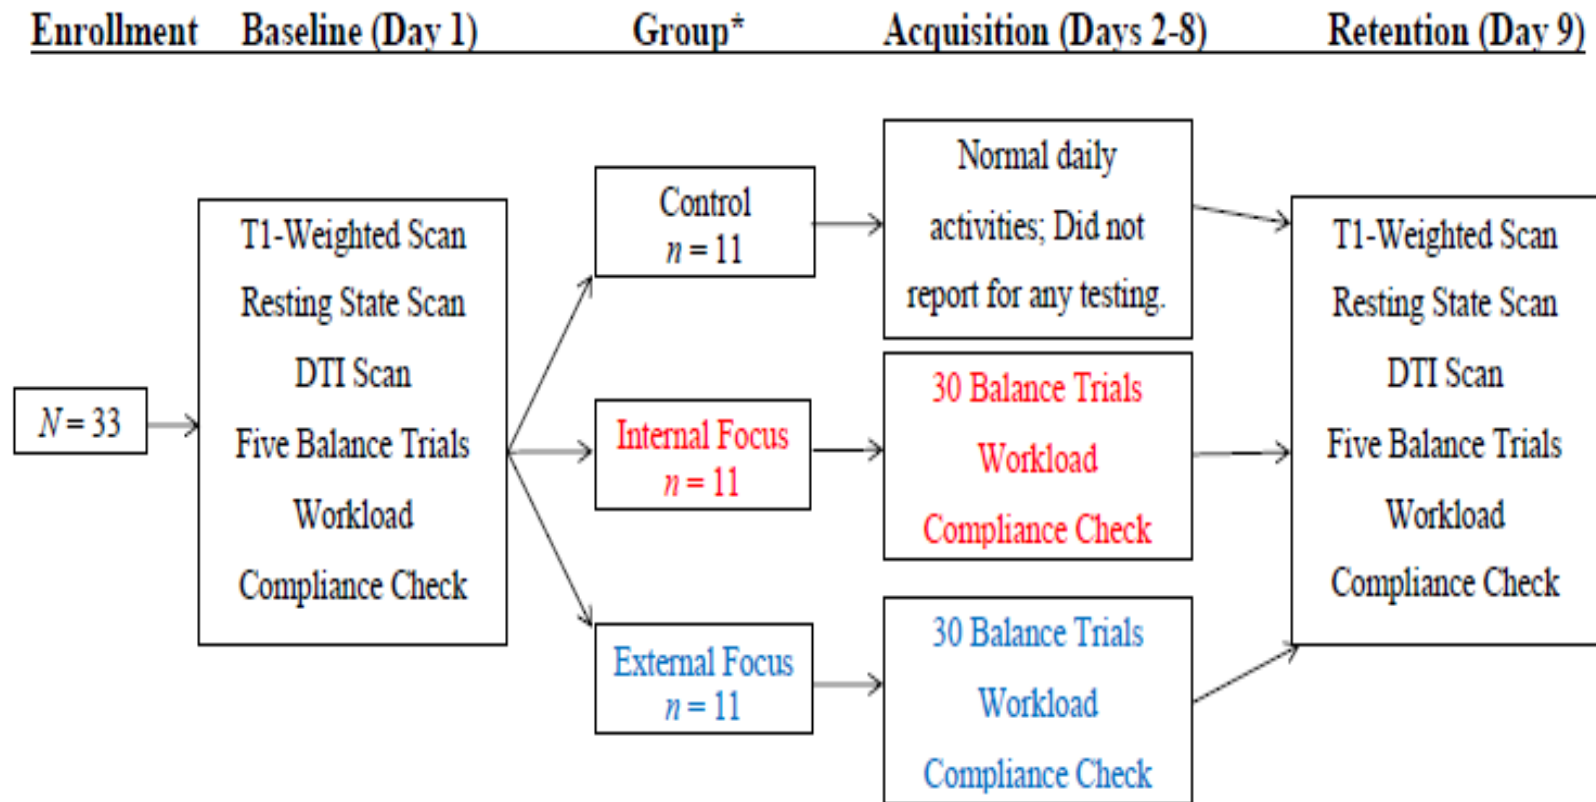 Enrollment Baseline (Day 1) Group* Acquisition (Days 2-8) Retention (Day 9)
N = 33
T1-Weighted Scan
Resting State Scan
DTI Scan
Five Balance Trials
Workload
Compliance Check
Control
n = 11
Internal Focus
n = 11
External Focus
n = 11
Normal daily
activities; Did not
report for any testing.
30 Balance Trials
Workload
Compliance Check
30 Balance Trials
Workload
Compliance Check
T1-Weighted Scan
Resting State Scan
DTI Scan
Five Balance Trials
Workload
Compliance Check